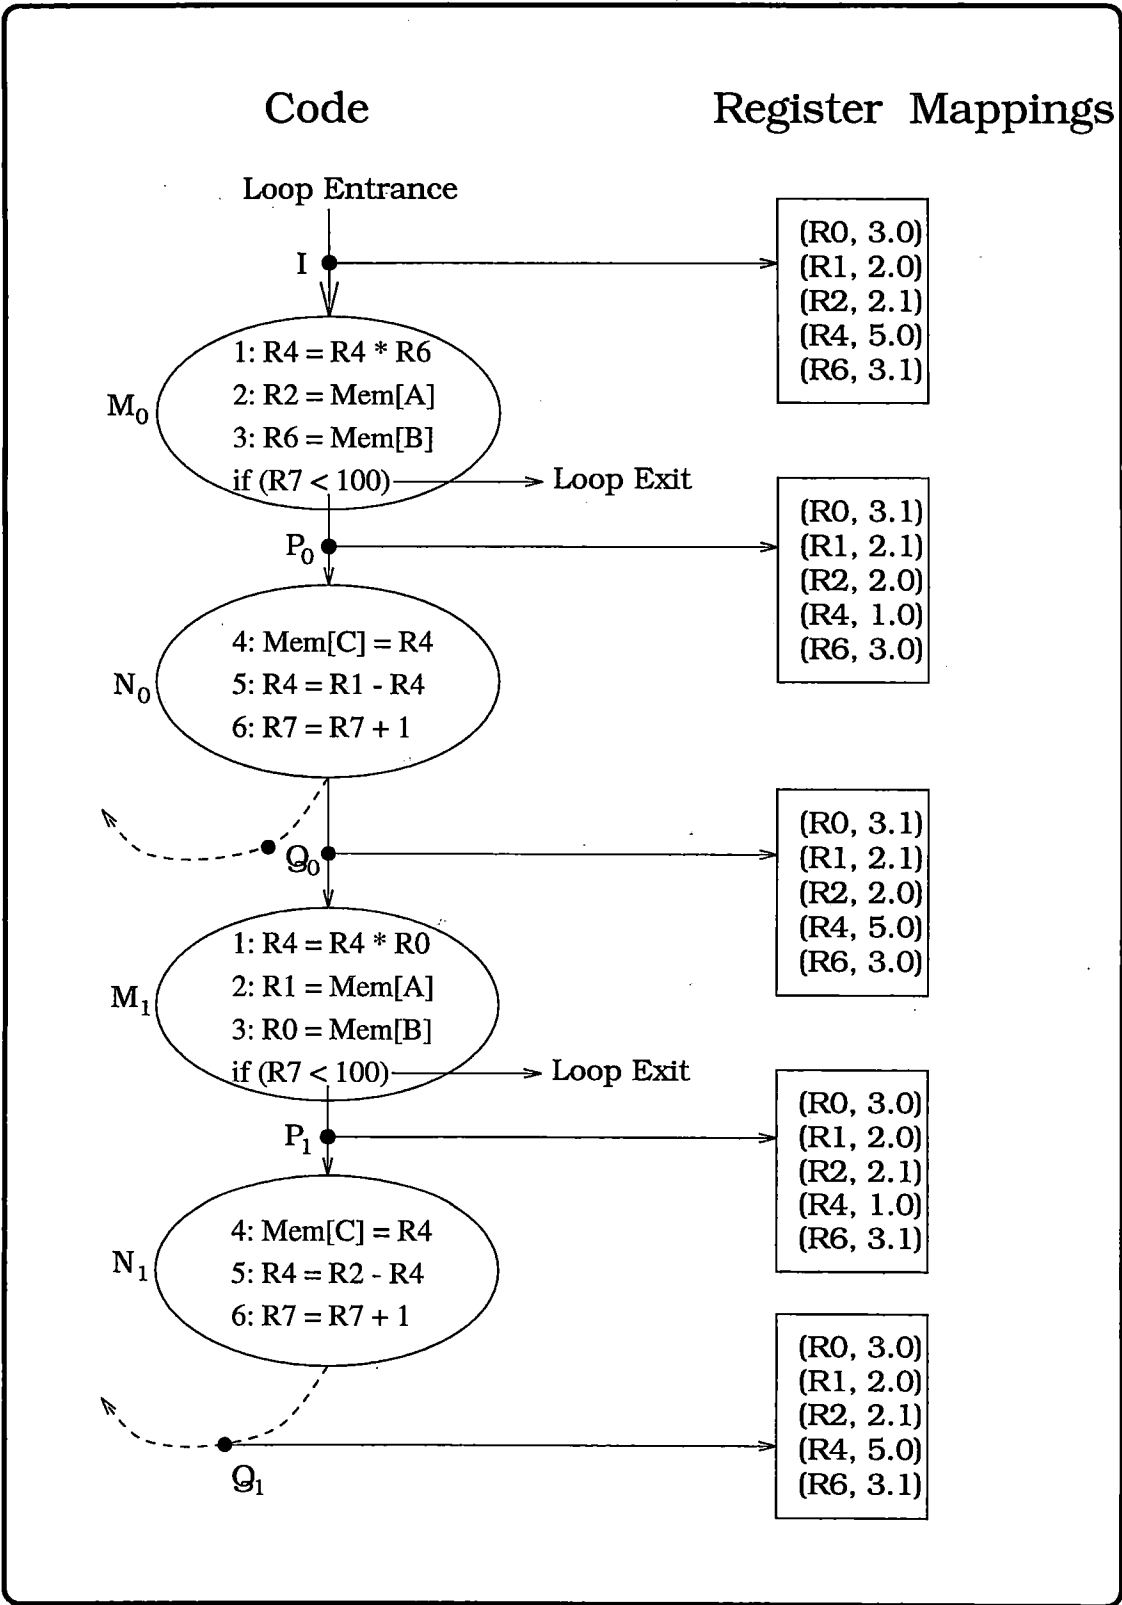 Code
Register Mappings
Loop Entrance
I
(R0, 3.0)
(R1, 2.0)
(R2, 2.1)
(R4, 5.0)
(R6, 3.1)
M0
1: R4 = R4 * R6
2: R2 = Mem[A]
3: R6 = Mem[B]
if (R7 < 100)
Loop Exit
P0
(R0, 3.1)
(R1, 2.1)
(R2, 2.0)
(R4, 1.0)
(R6, 3.0)
N0
4: Mem[C] = R4
5: R4 = R1 - R4
6: R7 = R7 + 1
Q0
(R0, 3.1)
(R1, 2.1)
(R2, 2.0)
(R4, 5.0)
(R6, 3.0)
M1
1: R4 = R4 * R0
2: R1 = Mem[A]
3: R0 = Mem[B]
if (R7 < 100)
Loop Exit
P1
(R0, 3.0)
(R1, 2.0)
(R2, 2.1)
(R4, 1.0)
(R6, 3.1)
N1
4: Mem[C] = R4
5: R4 = R2 - R4
6: R7 = R7 + 1
Q1
(R0, 3.0)
(R1, 2.0)
(R2, 2.1)
(R4, 5.0)
(R6, 3.1)